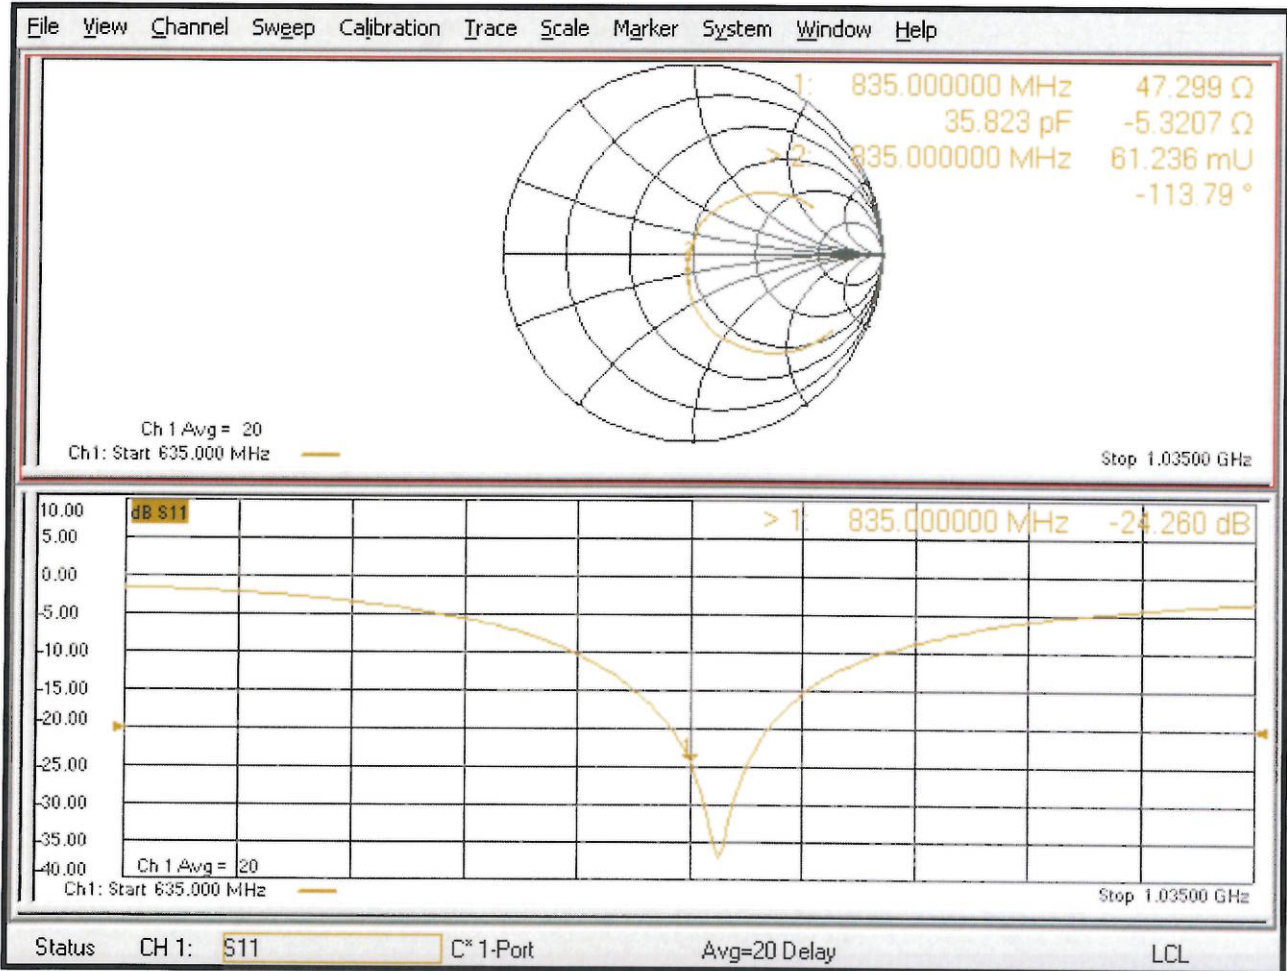 File View Channel Sweep Calibration Trace Scale Marker System Window Help
1: 835.000000 MHz 47.299 Ω
35.823 pF -5.3207 Ω
> 2: 835.000000 MHz 61.236 mU
-113.79 °
Ch 1 Avg = 20
Ch1: Start 635.000 MHz
Stop 1.03500 GHz
10.00
dB S11
> 1: 835.000000 MHz -24.260 dB
5.00
0.00
-5.00
-10.00
-15.00
-20.00
-25.00
-30.00
-35.00
-40.00
Ch 1 Avg = 20
Ch1: Start 635.000 MHz
Stop 1.03500 GHz
Status CH 1: S11 C* 1-Port Avg=20 Delay LCL